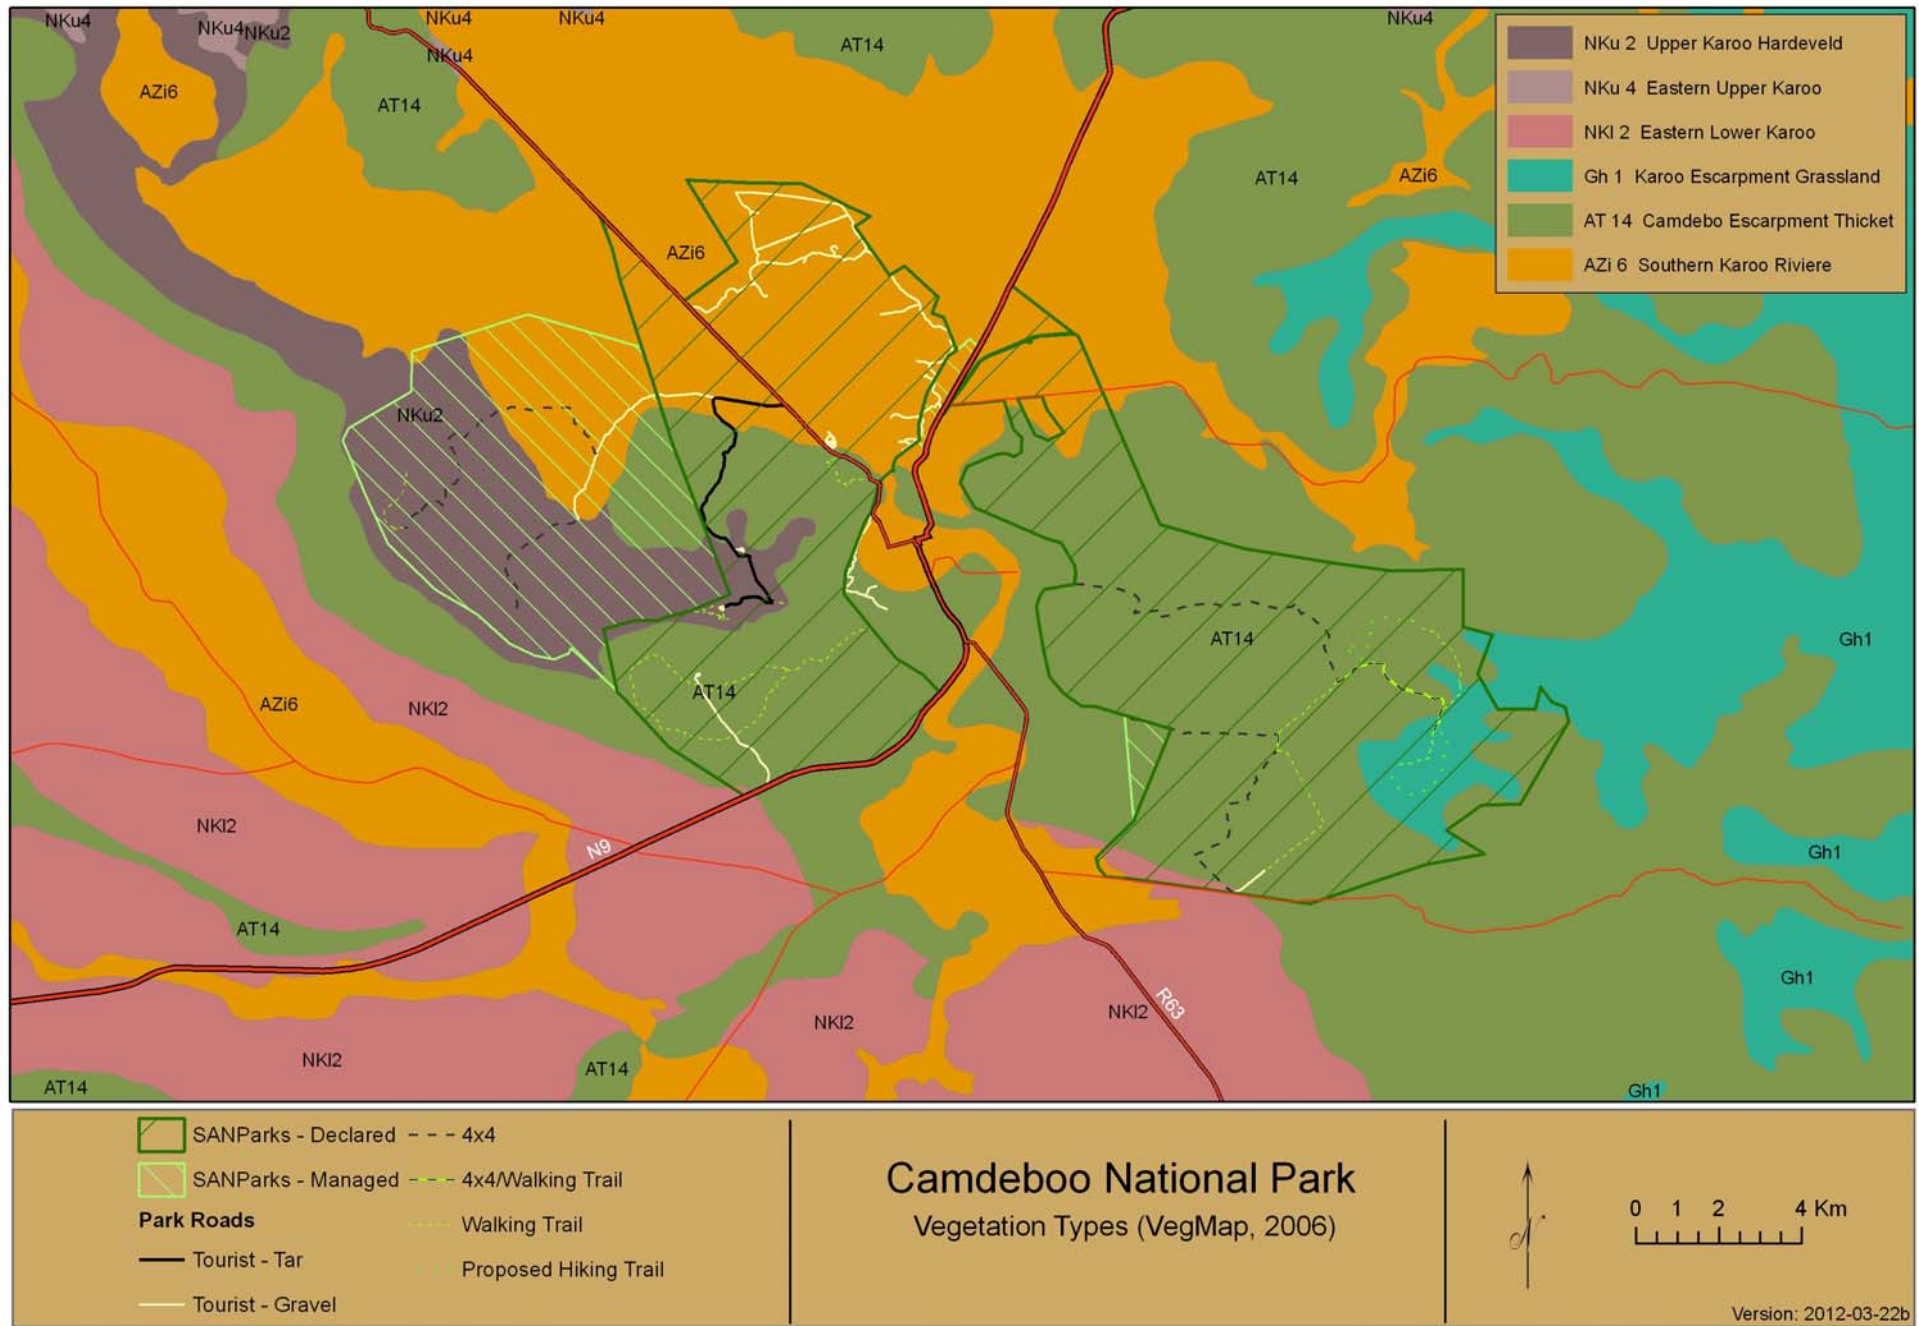 NKu4
NKu4
NKu2
NKu4
NKu4
NKu4
AT14
NKu4
AZi6
AT14
AT14
AZi6
AZi6
NKu2
AT14
Gh1
AT14
AZi6
NKl2
NKl2
N9
Gh1
AT14
Gh1
R63
NKl2
NKl2
NKl2
AT14
AT14
Gh1
NKu 2 Upper Karoo Hardeveld
NKu 4 Eastern Upper Karoo
NKl 2 Eastern Lower Karoo
Gh 1 Karoo Escarpment Grassland
AT 14 Camdebo Escarpment Thicket
AZi 6 Southern Karoo Riviere
SANParks - Declared
SANParks - Managed
Park Roads
Tourist - Tar
Tourist - Gravel
4x4
4x4/Walking Trail
Walking Trail
Proposed Hiking Trail
Camdeboo National Park
Vegetation Types (VegMap, 2006)
N
0 1 2 4 Km
Version: 2012-03-22b